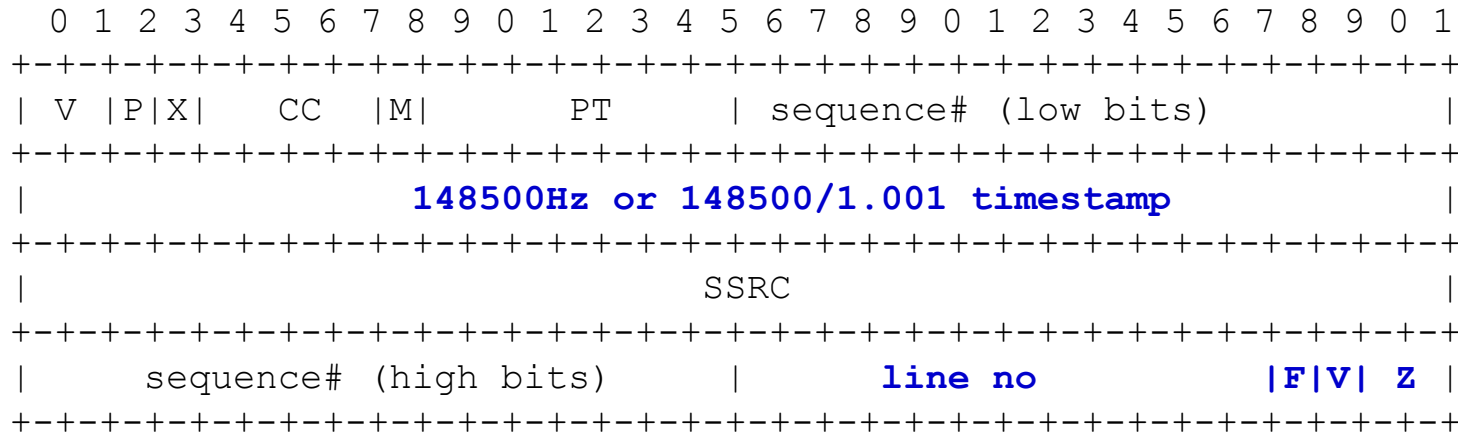 0 1 2 3 4 5 6 7 8 9 0 1 2 3 4 5 6 7 8 9 0 1 2 3 4 5 6 7 8 9 0 1
+-+-+-+-+-+-+-+-+-+-+-+-+-+-+-+-+-+-+-+-+-+-+-+-+-+-+-+-+-+-+-+-+
| V |P|X| CC |M| PT | sequence# (low bits) |
+-+-+-+-+-+-+-+-+-+-+-+-+-+-+-+-+-+-+-+-+-+-+-+-+-+-+-+-+-+-+-+-+
| 148500Hz or 148500/1.001 timestamp |
+-+-+-+-+-+-+-+-+-+-+-+-+-+-+-+-+-+-+-+-+-+-+-+-+-+-+-+-+-+-+-+-+
| SSRC |
+-+-+-+-+-+-+-+-+-+-+-+-+-+-+-+-+-+-+-+-+-+-+-+-+-+-+-+-+-+-+-+-+
| sequence# (high bits) | line no |F|V| Z |
+-+-+-+-+-+-+-+-+-+-+-+-+-+-+-+-+-+-+-+-+-+-+-+-+-+-+-+-+-+-+-+-+